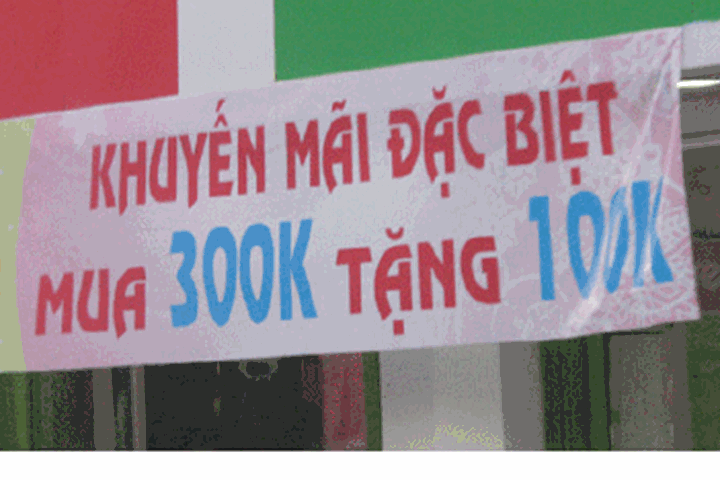 KHUYẾN MÃI ĐẶC BIỆT
MUA 300K TẶNG 100K